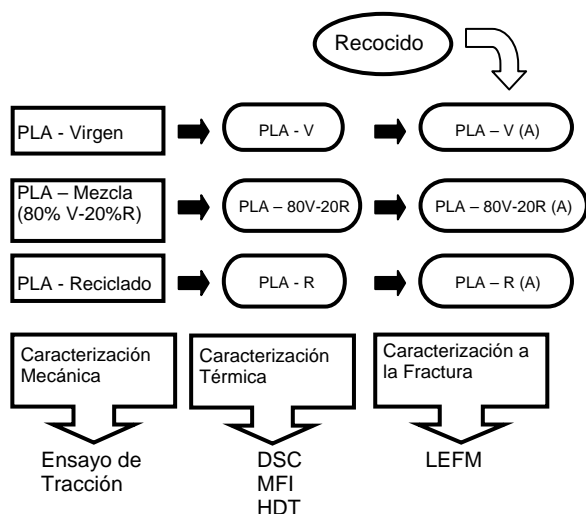 Recocido
PLA - Virgen
PLA - V
PLA – V (A)
PLA – Mezcla
(80% V-20%R)
PLA – 80V-20R
PLA – 80V-20R (A)
PLA - Reciclado
PLA - R
PLA – R (A)
Caracterización
Mecánica
Caracterización
Térmica
Caracterización a
la Fractura
Ensayo de
Tracción
DSC
MFI
HDT
LEFM